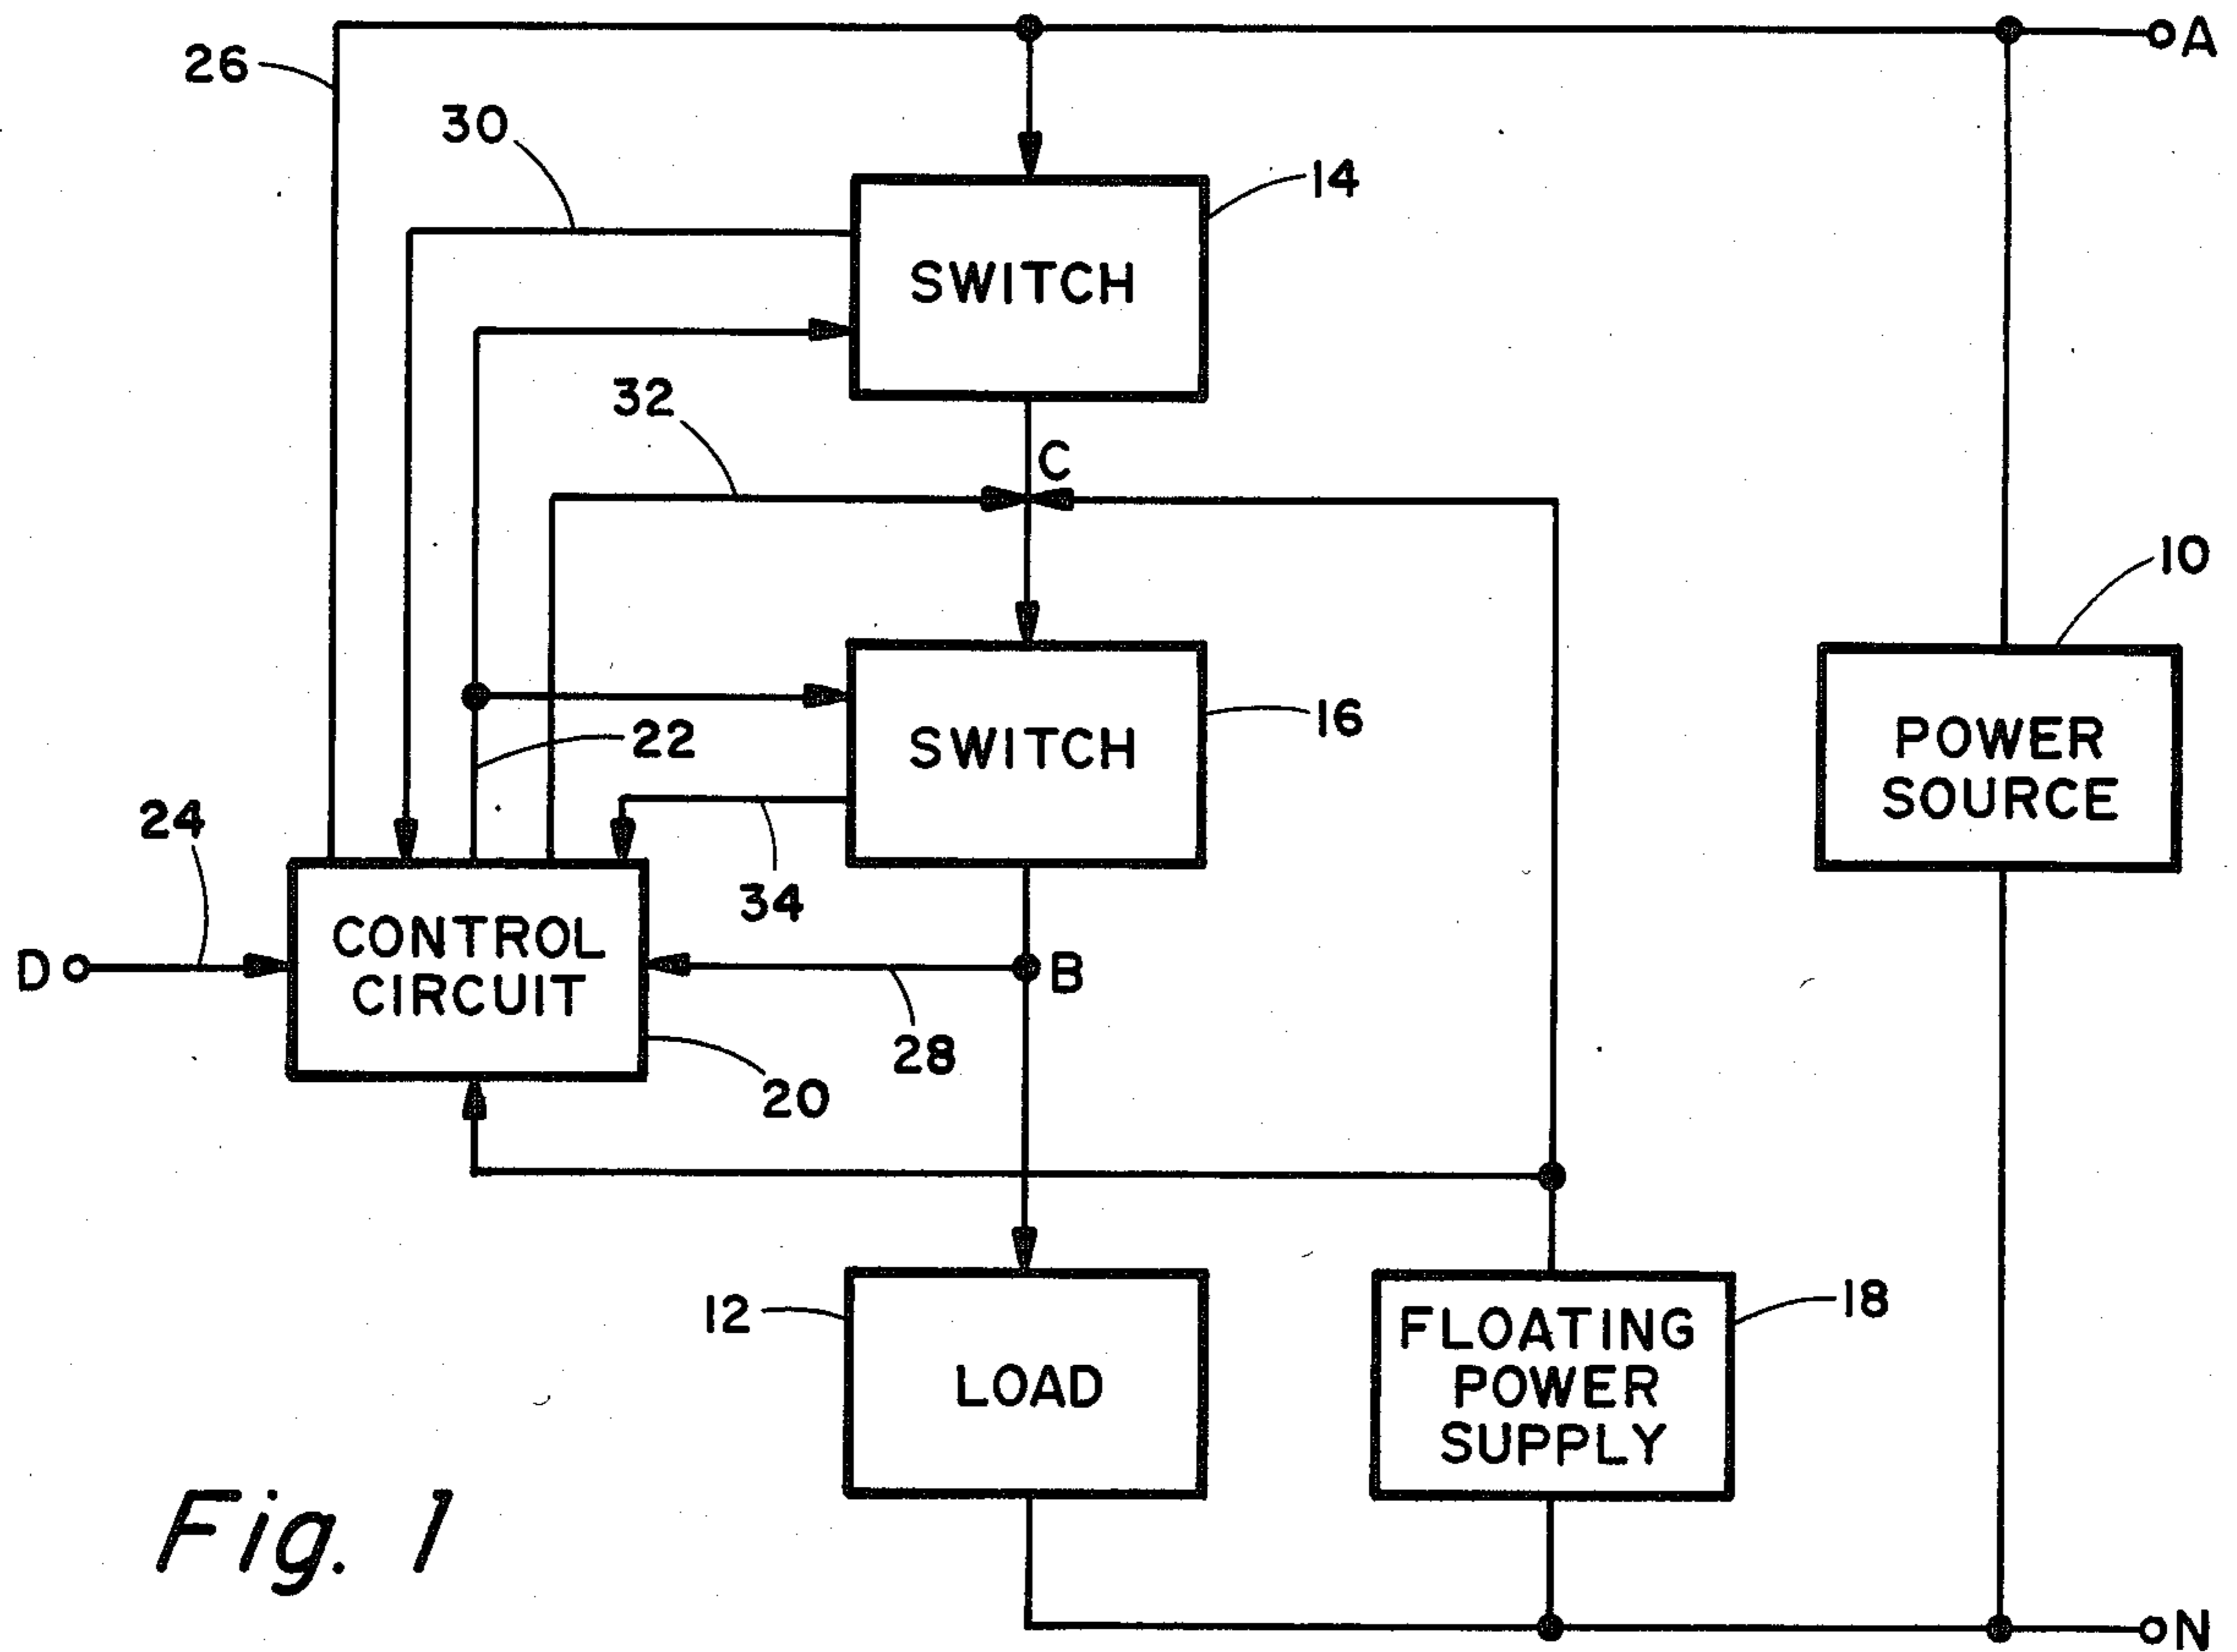 A
26
30
14
SWITCH
32
C
10
SWITCH
16
22
POWER
SOURCE
24
34
CONTROL
CIRCUIT
D
B
28
20
12
LOAD
FLOATING
POWER
SUPPLY
18
Fig. 1
N